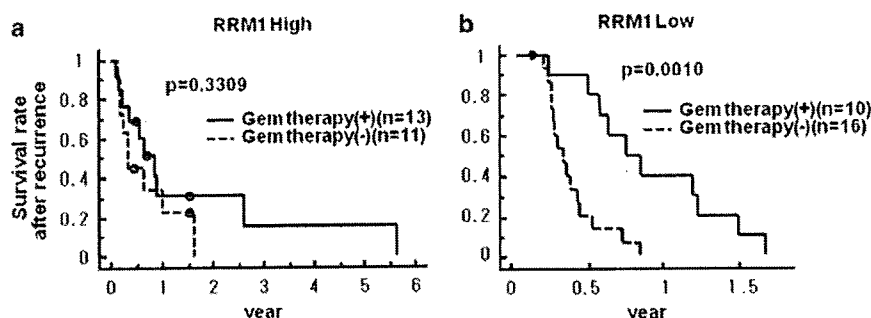 a
RRM1 High
1
0.8
0.6
0.4
0.2
0
Survival rate
after recurrence
p=0.3309
Gem therapy(+)(n=13)
Gem therapy(-)(n=11)
0 1 2 3 4 5 6
year
b
RRM1 Low
1
0.8
0.6
0.4
0.2
0
p=0.0010
Gem therapy(+)(n=10)
Gem therapy(-)(n=16)
0 0.5 1 1.5
year